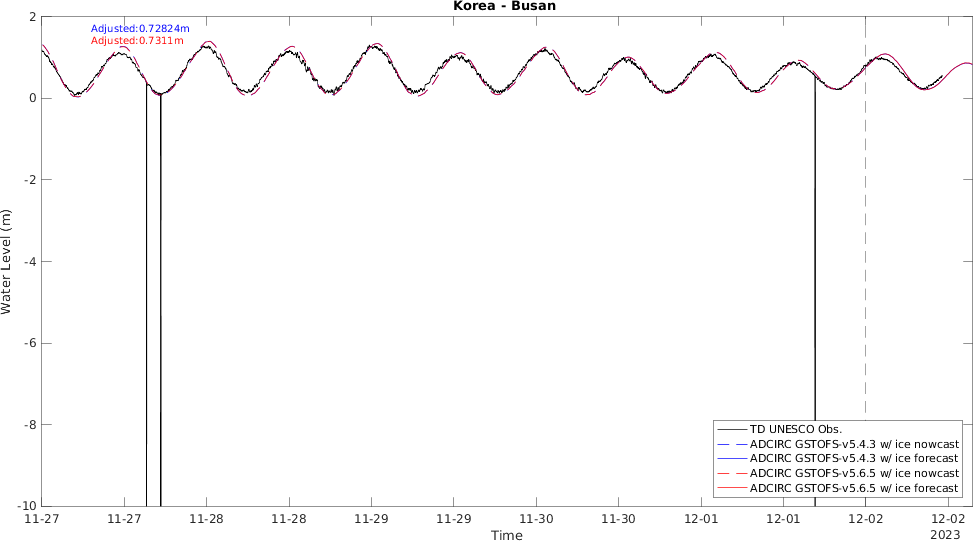 Korea - Busan
Adjusted:0.72824m
Adjusted:0.7311m
2
0
-2
-4
-6
-8
-10
Water Level (m)
TD UNESCO Obs.
ADCIRC GSTOFS-v5.4.3 w/ ice nowcast
ADCIRC GSTOFS-v5.4.3 w/ ice forecast
ADCIRC GSTOFS-v5.6.5 w/ ice nowcast
ADCIRC GSTOFS-v5.6.5 w/ ice forecast
11-27 11-27 11-28 11-28 11-29 11-29 11-30 11-30 12-01 12-01 12-02 12-02
Time
2023